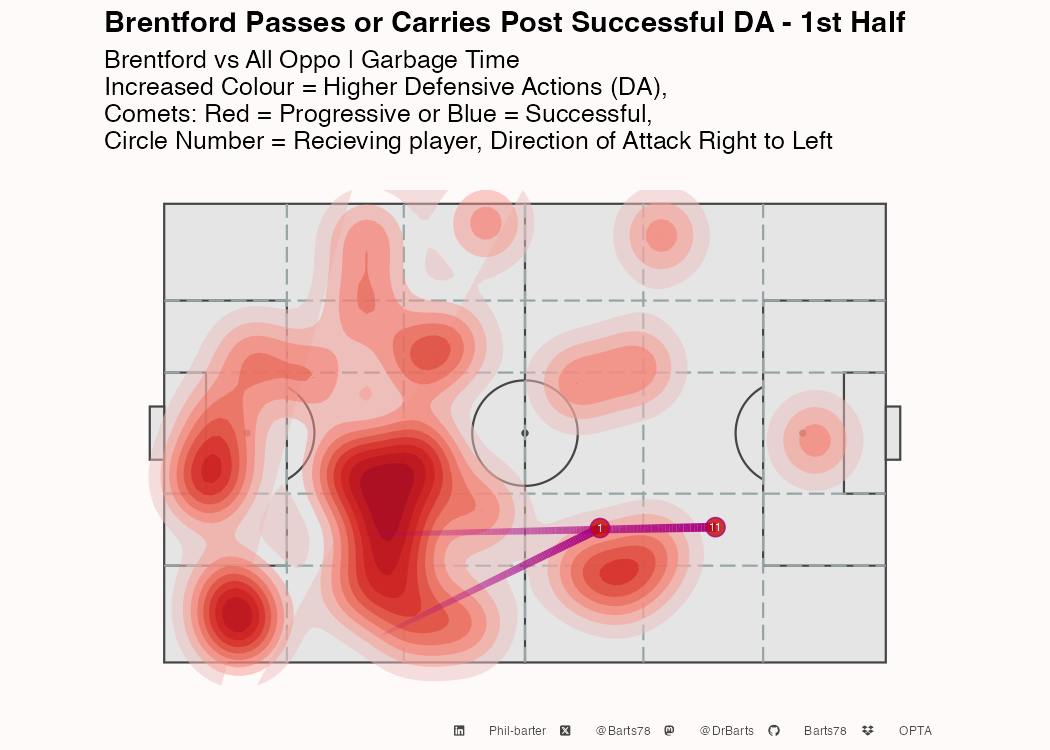 Brentford Passes or Carries Post Successful DA - 1st Half
Brentford vs All Oppo | Garbage Time
Increased Colour = Higher Defensive Actions (DA),
Comets: Red = Progressive or Blue = Successful,
Circle Number = Recieving player, Direction of Attack Right to Left
1
11
Phil-barter @Barts78 @DrBarts Barts78 OPTA